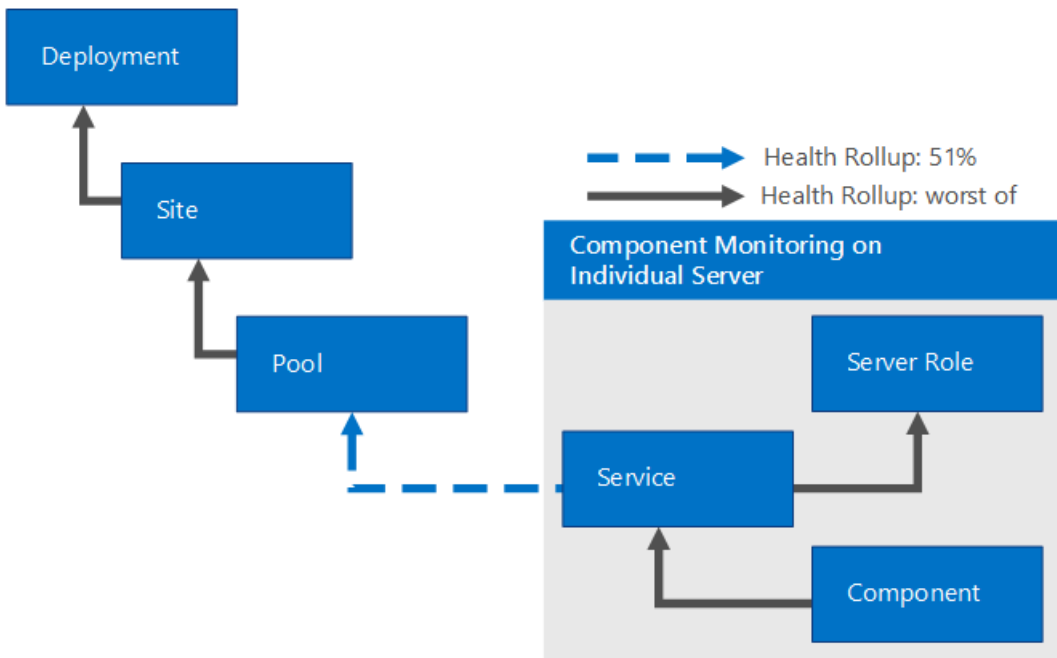 Deployment
Site
Health Rollup: 51%
Health Rollup: worst of
Component Monitoring on
Individual Server
Pool
Server Role
Service
Component